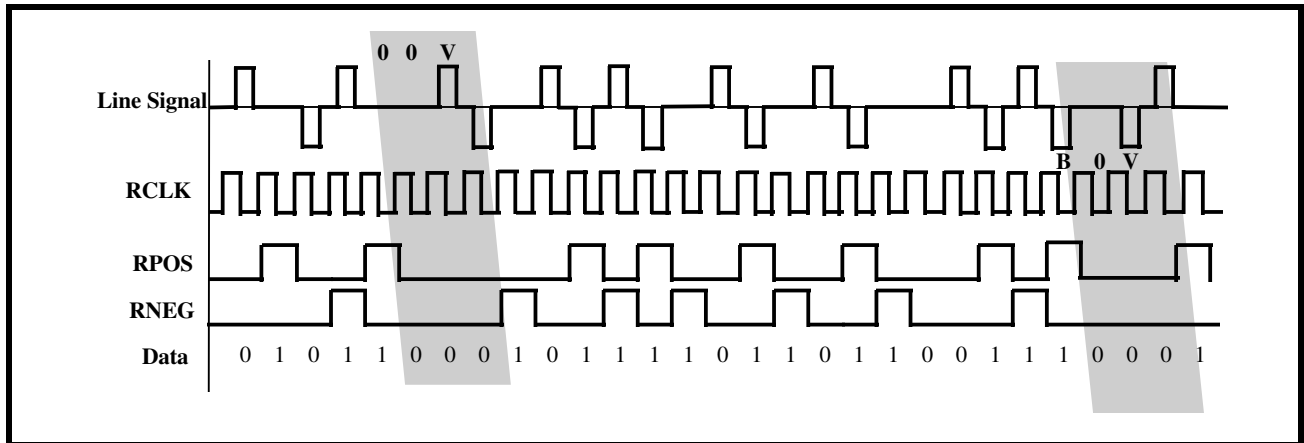 0 0 V
Line Signal
B 0 V
RCLK
RPOS
RNEG
Data 0 1 0 1 1 0 0 0 1 0 1 1 1 1 0 1 1 0 1 1 0 0 1 1 1 0 0 0 1